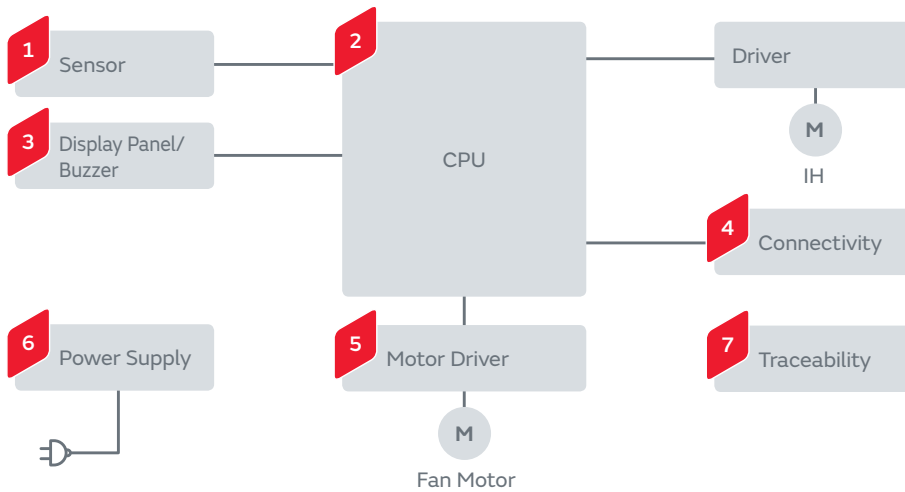 1
Sensor
2
CPU
Driver
M
IH
3
Display Panel/
Buzzer
4
Connectivity
6
Power Supply
5
Motor Driver
M
Fan Motor
7
Traceability